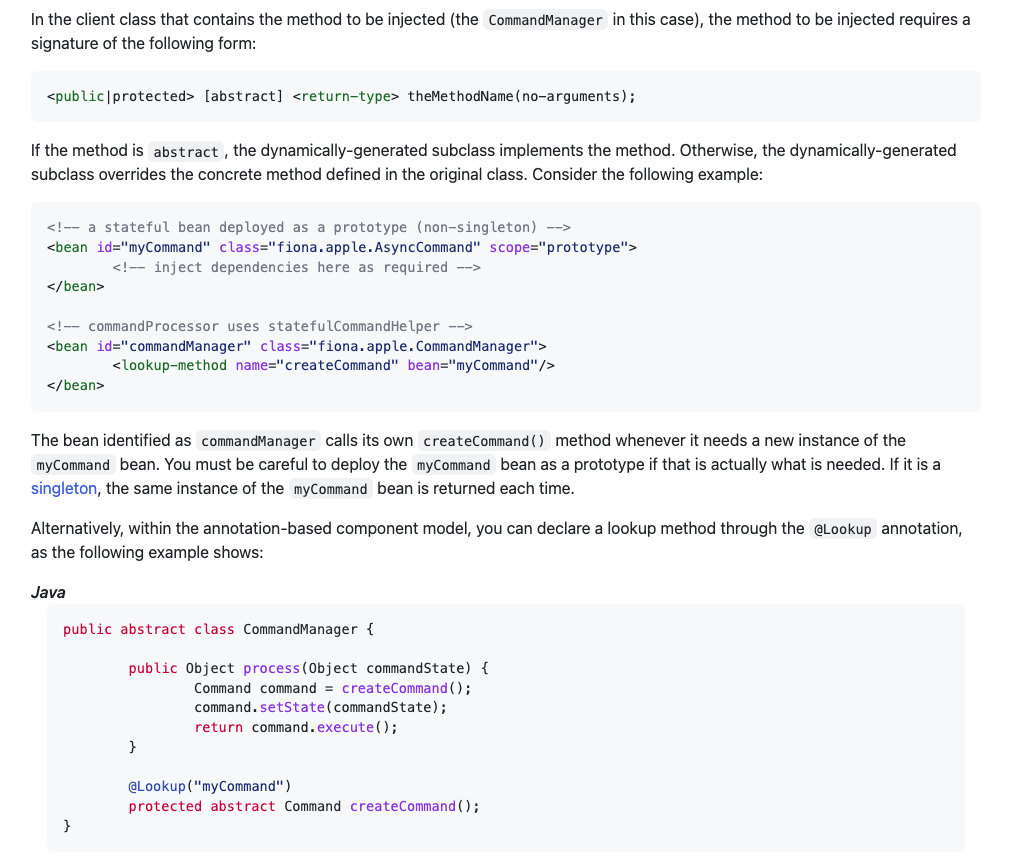 In the client class that contains the method to be injected (the CommandManager in this case), the method to be injected requires a
signature of the following form:
<public|protected> [abstract] <return-type> theMethodName(no-arguments);
If the method is abstract , the dynamically-generated subclass implements the method. Otherwise, the dynamically-generated
subclass overrides the concrete method defined in the original class. Consider the following example:
<!-- a stateful bean deployed as a prototype (non-singleton) -->
<bean id="myCommand" class="fiona.apple.AsyncCommand" scope="prototype">
        <!-- inject dependencies here as required -->
</bean>
<!-- commandProcessor uses statefulCommandHelper -->
<bean id="commandManager" class="fiona.apple.CommandManager">
        <lookup-method name="createCommand" bean="myCommand"/>
</bean>
The bean identified as commandManager calls its own createCommand() method whenever it needs a new instance of the
myCommand bean. You must be careful to deploy the myCommand bean as a prototype if that is actually what is needed. If it is a
singleton, the same instance of the myCommand bean is returned each time.
Alternatively, within the annotation-based component model, you can declare a lookup method through the @Lookup annotation,
as the following example shows:
Java
public abstract class CommandManager {
        public Object process(Object commandState) {
                Command command = createCommand();
                command.setState(commandState);
                return command.execute();
        }
        @Lookup("myCommand")
        protected abstract Command createCommand();
}